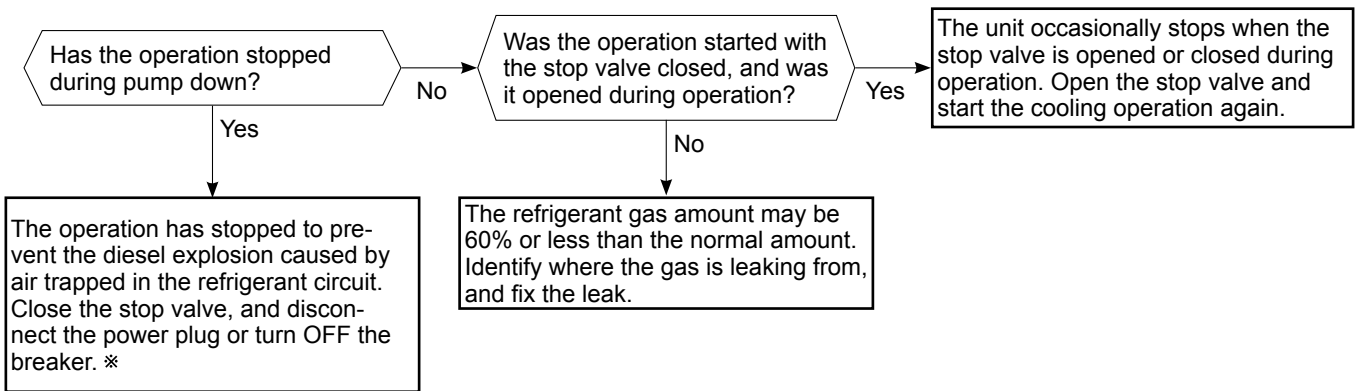 Has the operation stopped
during pump down?
No
Yes
Was the operation started with
the stop valve closed, and was
it opened during operation?
Yes
No
The unit occasionally stops when the
stop valve is opened or closed during
operation. Open the stop valve and
start the cooling operation again.
The operation has stopped to pre-
vent the diesel explosion caused by
air trapped in the refrigerant circuit.
Close the stop valve, and discon-
nect the power plug or turn OFF the
breaker. ※
The refrigerant gas amount may be
60% or less than the normal amount.
Identify where the gas is leaking from,
and fix the leak.